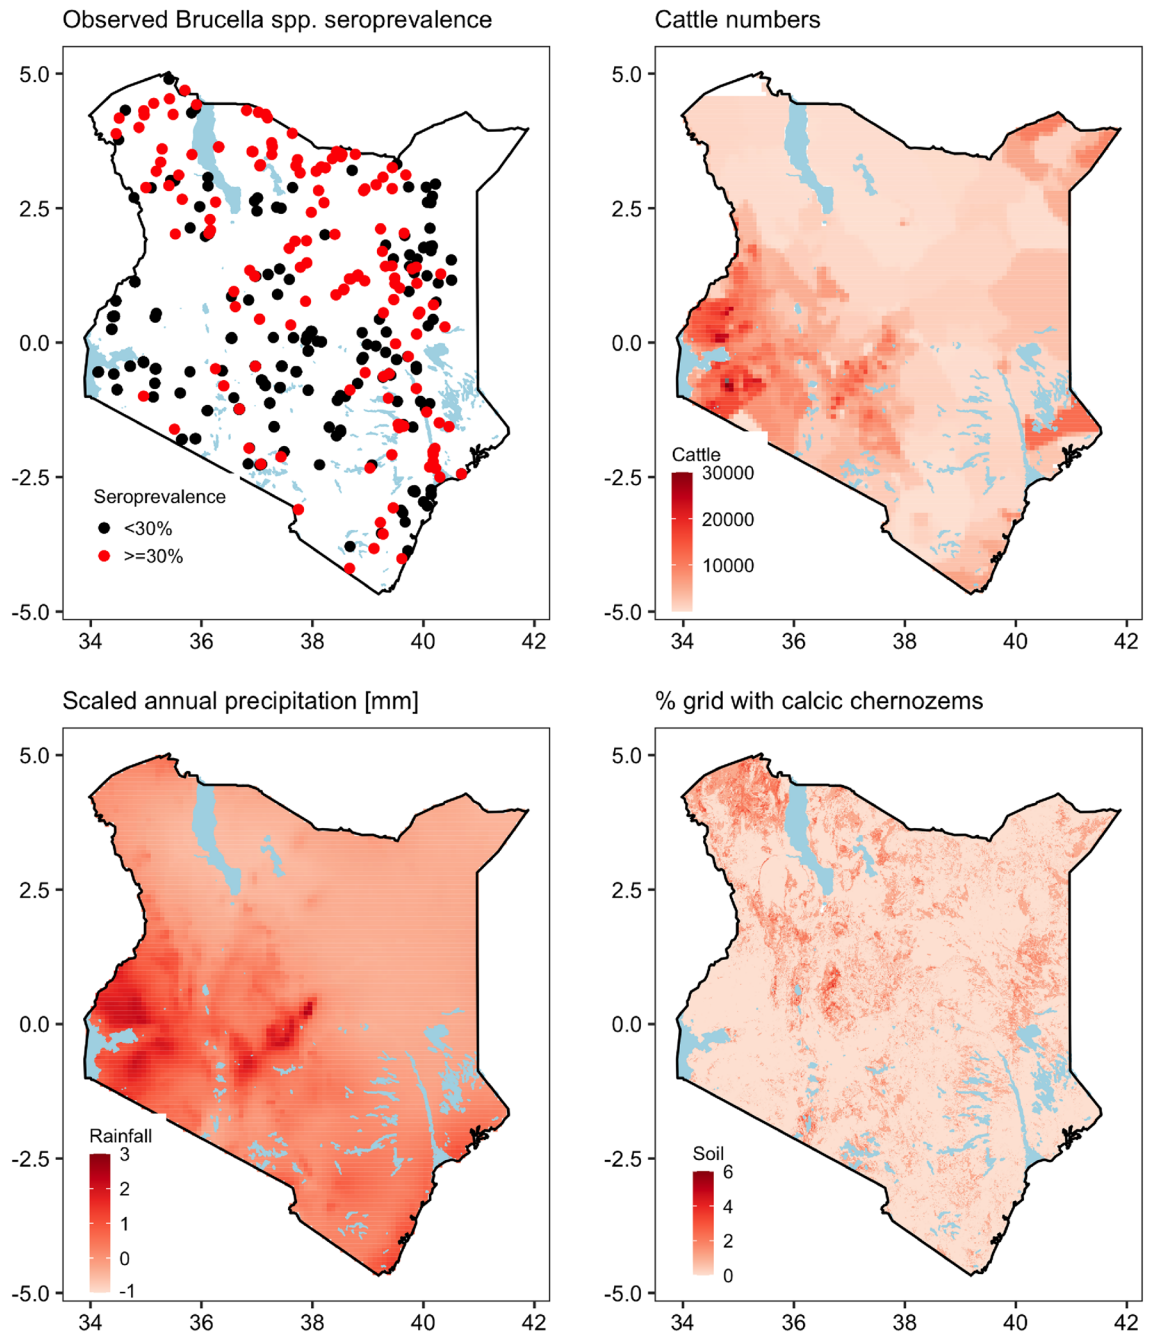 Observed Brucella spp. seroprevalence
5.0
2.5
0.0
-2.5
-5.0
Seroprevalence
<30%
>=30%
34 36 38 40 42
Cattle numbers
5.0
2.5
0.0
-2.5
-5.0
Cattle
30000
20000
10000
34 36 38 40 42
Scaled annual precipitation [mm]
5.0
2.5
0.0
-2.5
-5.0
Rainfall
3
2
1
0
-1
34 36 38 40 42
% grid with calcic chernozems
5.0
2.5
0.0
-2.5
-5.0
Soil
6
4
2
0
34 36 38 40 42